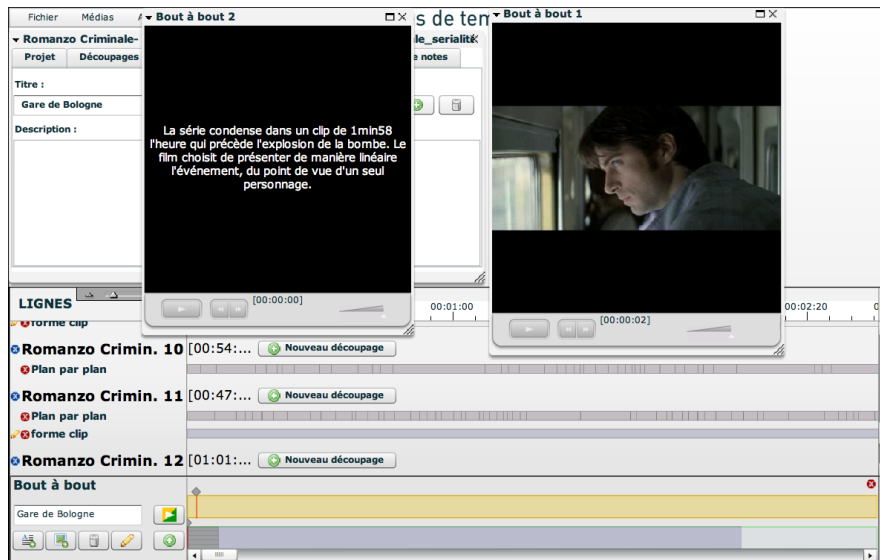 Fichier Médias
s de tem
Bout à bout 2
Bout à bout 1
Romanzo Criminale-
le_serialité
Projet Découpages
e notes
Titre :
Gare de Bologne
Description :
La série condense dans un clip de 1min58
l'heure qui précède l'explosion de la bombe. Le
film choisit de présenter de manière linéaire
l'événement, du point de vue d'un seul
personnage.
[00:00:00]
[00:00:02]
LIGNES
00:01:00
00:02:20
forme clip
Romanzo Crimin. 10 [00:54:... Nouveau découpage
Plan par plan
Romanzo Crimin. 11 [00:47:... Nouveau découpage
Plan par plan
forme clip
Romanzo Crimin. 12 [01:01:... Nouveau découpage
Bout à bout
Gare de Bologne